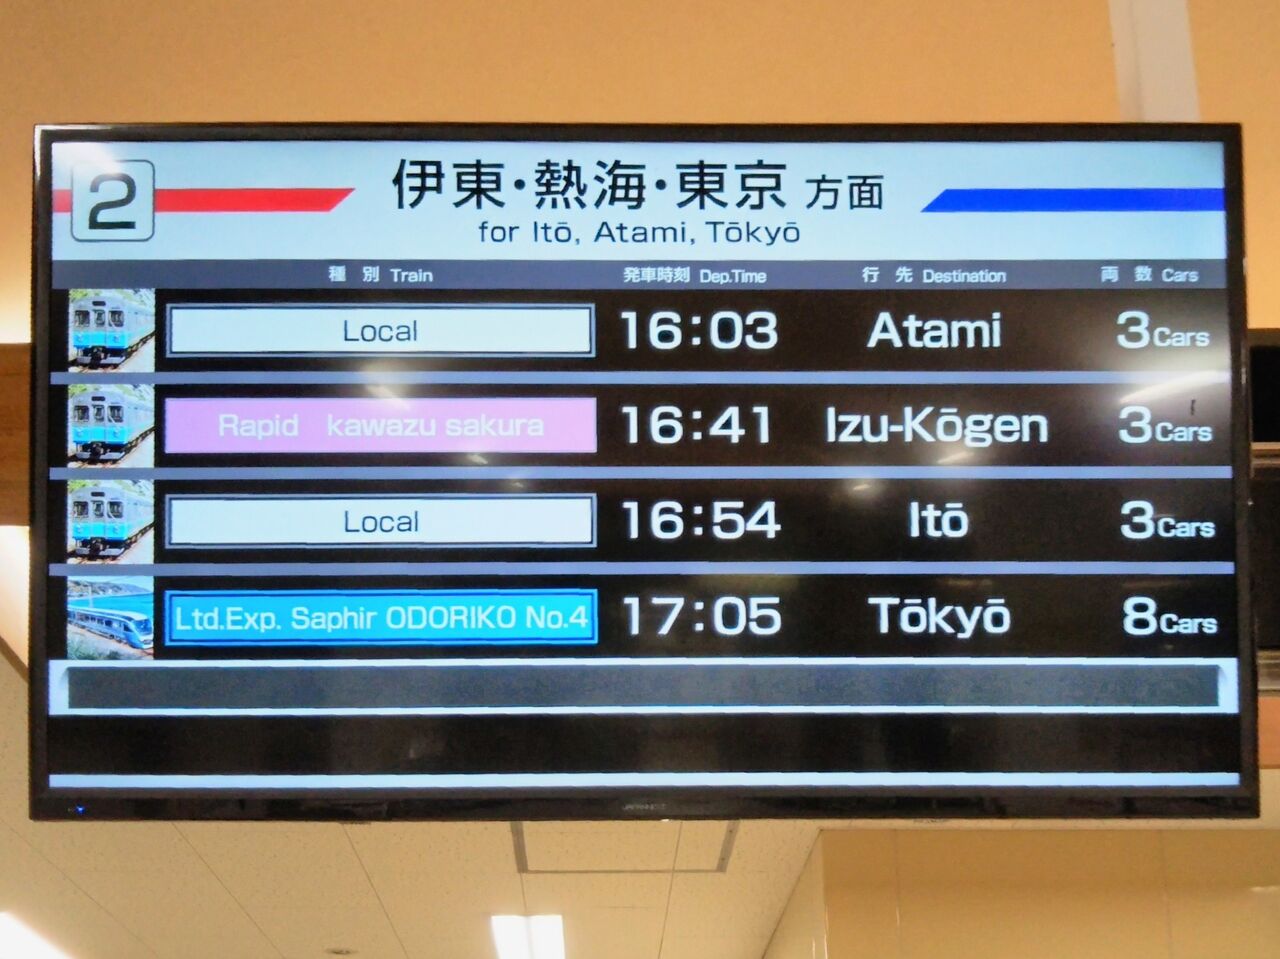 2
伊東・熱海・東京 方面
for Itō, Atami, Tōkyō
種 別 Train 発車時刻 Dep.Time 行 先 Destination 両 数 Cars
Local 16:03 Atami 3Cars
Rapid kawazu sakura 16:41 Izu-Kōgen 3Cars
Local 16:54 Itō 3Cars
Ltd.Exp. Saphir ODORIKO No.4 17:05 Tōkyō 8Cars